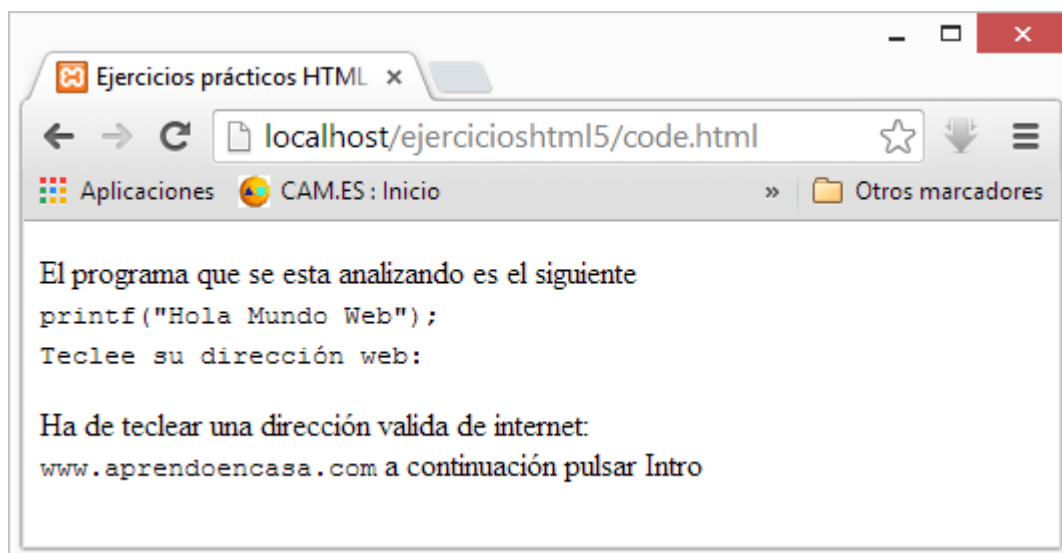 Ejercicios prácticos HTML
localhost/ejercicioshtml5/code.html
Aplicaciones CAM.ES : Inicio » Otros marcadores
El programa que se esta analizando es el siguiente
printf("Hola Mundo Web");
Teclee su dirección web:
Ha de teclear una dirección valida de internet:
www.aprendoencasa.com a continuación pulsar Intro